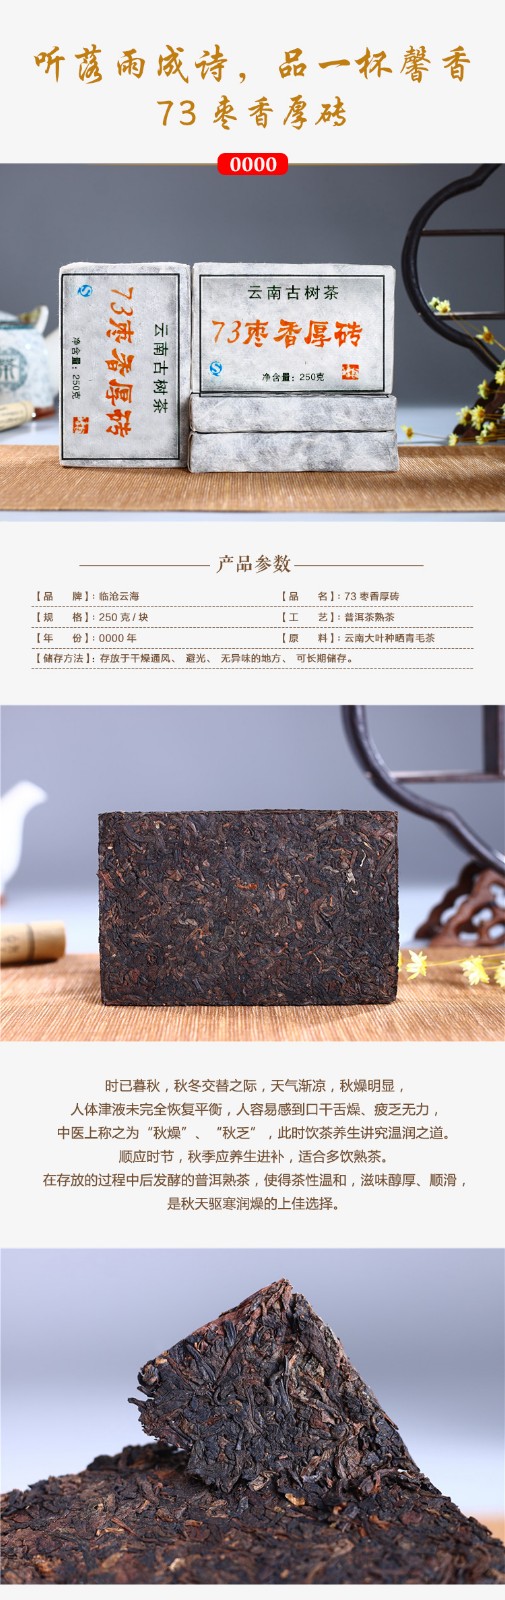 听落雨成诗，品一杯馨香
73枣香厚砖
0000
云南古树茶
73枣香厚砖
净含量：250克
云南古树茶
73枣香厚砖
净含量：250克
产品参数
【品　　牌】：临沧云海
【品　　名】：73枣香厚砖
【规　　格】：250克/块
【工　　艺】：普洱茶熟茶
【年　　份】：0000年
【原　　料】：云南大叶种晒青毛茶
【储存方法】：存放于干燥通风、避光、无异味的地方、可长期储存。
时已暮秋，秋冬交替之际，天气渐凉，秋燥明显，
人体津液未完全恢复平衡，人容易感到口干舌燥、疲乏无力，
中医上称之为“秋燥”、“秋乏”，此时饮茶养生讲究温润之道。
顺应时节，秋季应养生进补，适合多饮熟茶。
在存放的过程中后发酵的普洱熟茶，使得茶性温和，滋味醇厚、顺滑，
是秋天驱寒润燥的上佳选择。